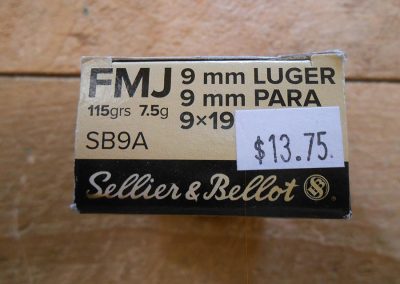 FMJ
115grs 7.5g
SB9A
9 mm LUGER
9 mm PARA
9×19
$13.75.
Sellier & Bellot